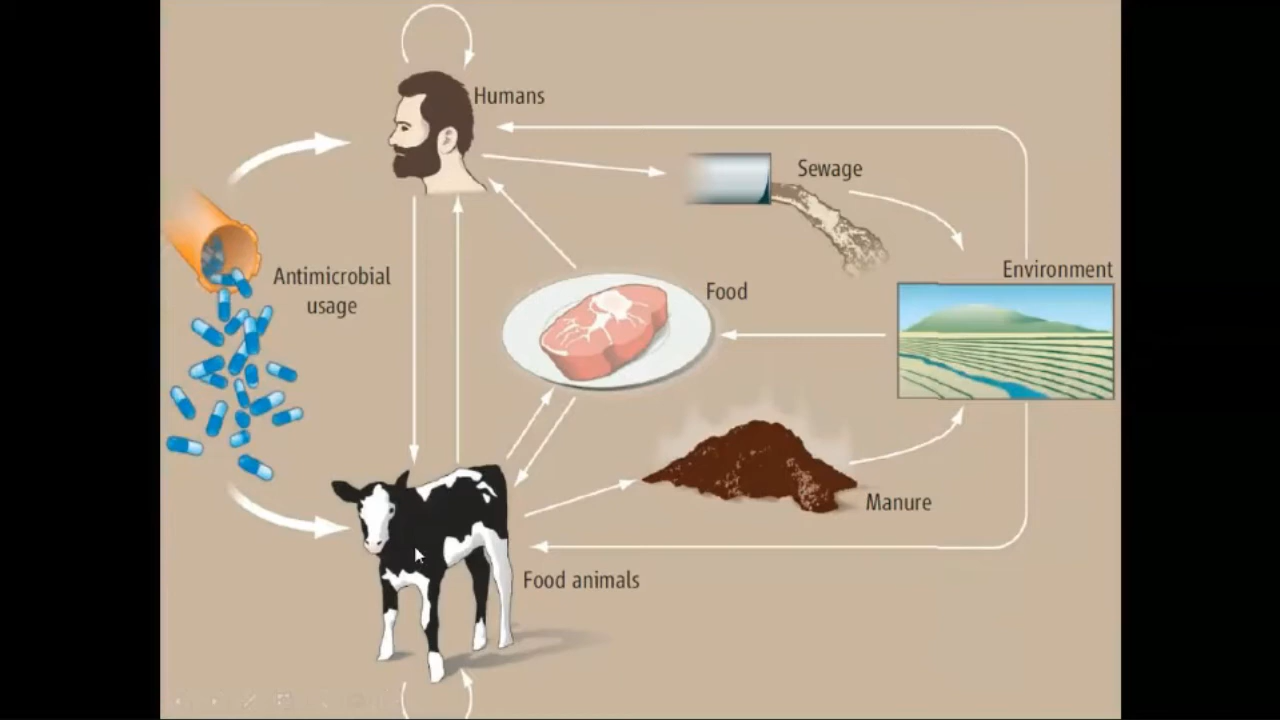 Humans
Sewage
Environment
Antimicrobial
usage
Food
Manure
Food animals